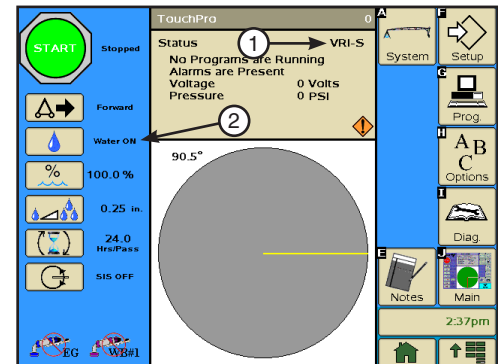 TouchPro 0
START
Stopped
Status
1
VRI-S
No Programs are Running
Alarms are Present
Voltage 0 Volts
Pressure 0 PSI
Forward
2
Water ON
90.5°
%
100.0 %
0.25 in.
24.0
Hrs/Pass
SIS OFF
EG
WB#1
A
System
F
Setup
G
Prog.
H
A B
C
Options
I
Diag.
E
Notes
J
Main
2:37pm